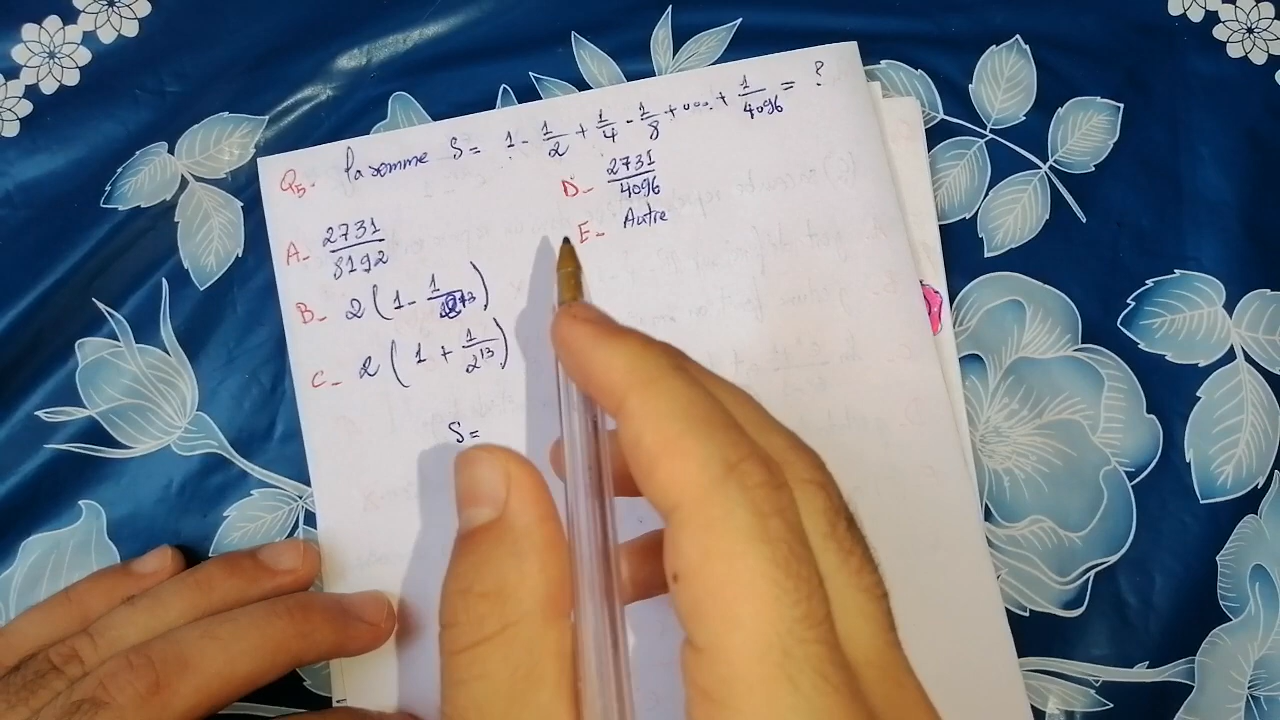 Q5. La somme S = 1 - 1/2 + 1/4 - 1/8 + .... + 1/4096 = ?
A- 2731/8192
B- 2(1 - 1/2^13)
C- 2(1 + 1/2^13)
D- 2731/4096
E- Autre
S =